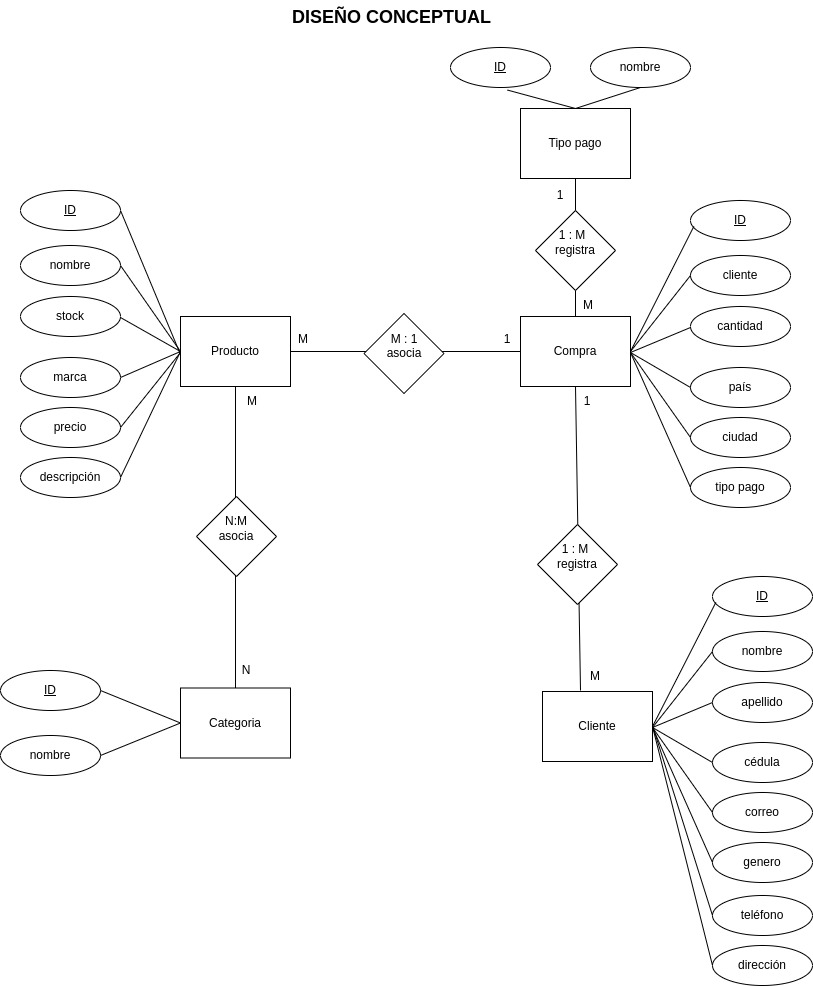 DISEÑO CONCEPTUAL
ID
nombre
Tipo pago
1
1 : M
registra
M
ID
nombre
stock
marca
precio
descripción
Producto
M
M : 1
asocia
1
Compra
ID
cliente
cantidad
país
ciudad
tipo pago
M
N:M
asocia
N
1
1 : M
registra
M
ID
nombre
Categoria
Cliente
ID
nombre
apellido
cédula
correo
genero
teléfono
dirección